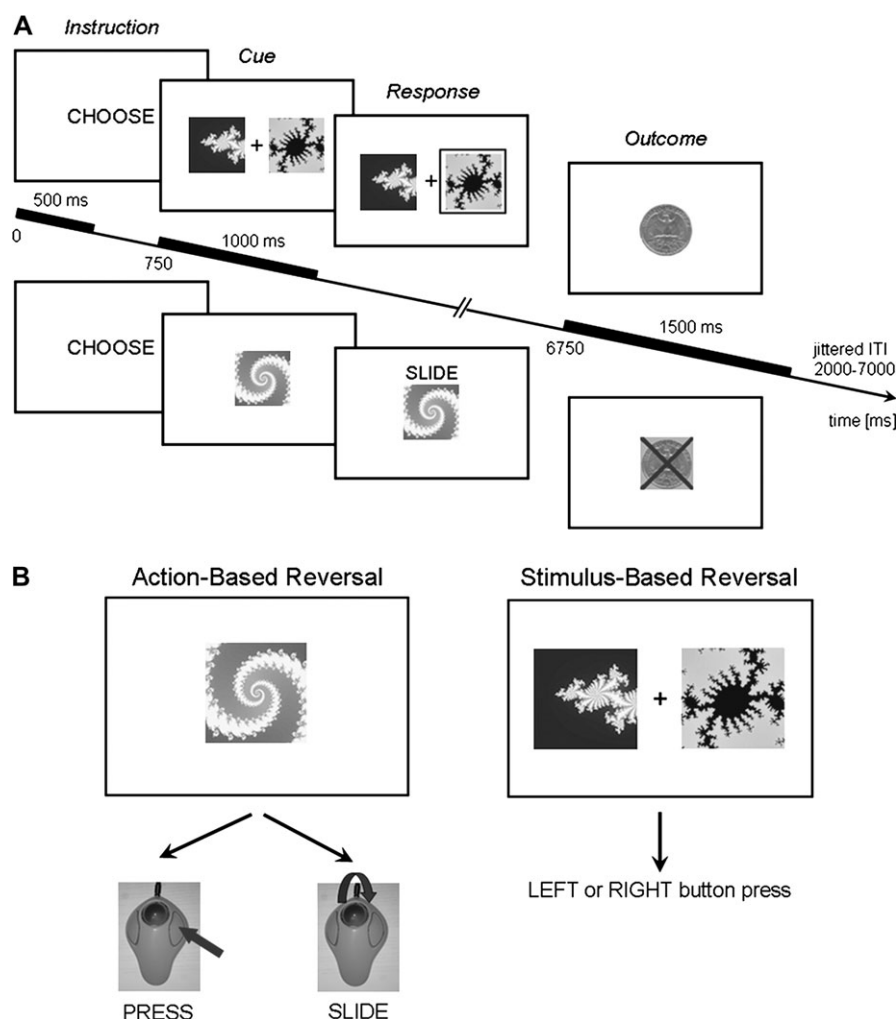 A
Instruction
Cue
Response
Outcome
CHOOSE
+
+
500 ms
0
750
1000 ms
CHOOSE
SLIDE
6750
1500 ms
jittered ITI
2000-7000
time [ms]
B
Action-Based Reversal
Stimulus-Based Reversal
+
LEFT or RIGHT button press
PRESS
SLIDE